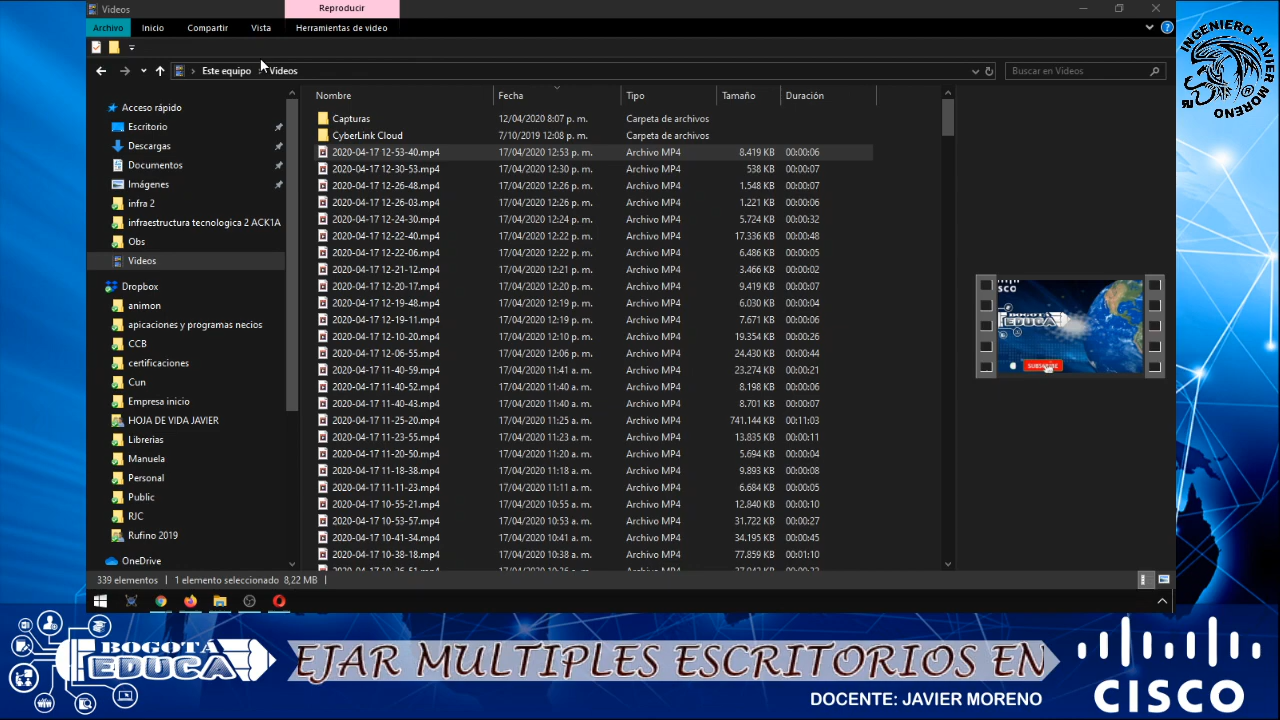 Videos
Reproducir
INGENIERO JAVIER MORENO
Archivo Inicio Compartir Vista Herramientas de video
Este equipo Videos
Buscar en Videos
Nombre Fecha Tipo Tamaño Duración
Acceso rápido
Escritorio
Descargas
Documentos
Imágenes
infra 2
infraestructura tecnologica 2 ACK1A
Obs
Videos
Dropbox
animon
apicaciones y programas necios
CCB
certificaciones
Cun
Empresa inicio
HOJA DE VIDA JAVIER
Librerias
Manuela
Personal
Public
RJC
Rufino 2019
OneDrive
Capturas 12/04/2020 8:07 p. m. Carpeta de archivos
CyberLink Cloud 7/10/2019 12:08 p. m. Carpeta de archivos
2020-04-17 12-53-40.mp4 17/04/2020 12:53 p. m. Archivo MP4 8.419 KB 00:00:06
2020-04-17 12-30-53.mp4 17/04/2020 12:30 p. m. Archivo MP4 538 KB 00:00:07
2020-04-17 12-26-48.mp4 17/04/2020 12:26 p. m. Archivo MP4 1.548 KB 00:00:06
2020-04-17 12-26-03.mp4 17/04/2020 12:26 p. m. Archivo MP4 1.221 KB 00:00:06
2020-04-17 12-24-30.mp4 17/04/2020 12:24 p. m. Archivo MP4 5.724 KB 00:00:32
2020-04-17 12-22-40.mp4 17/04/2020 12:22 p. m. Archivo MP4 17.336 KB 00:00:48
2020-04-17 12-22-06.mp4 17/04/2020 12:22 p. m. Archivo MP4 6.486 KB 00:00:05
2020-04-17 12-21-12.mp4 17/04/2020 12:21 p. m. Archivo MP4 3.466 KB 00:00:02
2020-04-17 12-20-17.mp4 17/04/2020 12:20 p. m. Archivo MP4 9.419 KB 00:00:07
2020-04-17 12-19-48.mp4 17/04/2020 12:19 p. m. Archivo MP4 6.030 KB 00:00:04
2020-04-17 12-19-11.mp4 17/04/2020 12:19 p. m. Archivo MP4 7.671 KB 00:00:06
2020-04-17 12-10-20.mp4 17/04/2020 12:10 p. m. Archivo MP4 19.354 KB 00:00:26
2020-04-17 12-06-55.mp4 17/04/2020 12:06 p. m. Archivo MP4 24.430 KB 00:00:44
2020-04-17 11-40-59.mp4 17/04/2020 11:41 a. m. Archivo MP4 23.274 KB 00:00:21
2020-04-17 11-40-52.mp4 17/04/2020 11:40 a. m. Archivo MP4 8.198 KB 00:00:06
2020-04-17 11-40-43.mp4 17/04/2020 11:40 a. m. Archivo MP4 8.701 KB 00:00:07
2020-04-17 11-25-20.mp4 17/04/2020 11:25 a. m. Archivo MP4 741.144 KB 00:11:03
2020-04-17 11-23-55.mp4 17/04/2020 11:23 a. m. Archivo MP4 13.835 KB 00:00:11
2020-04-17 11-20-50.mp4 17/04/2020 11:20 a. m. Archivo MP4 5.694 KB 00:00:04
2020-04-17 11-18-38.mp4 17/04/2020 11:18 a. m. Archivo MP4 9.893 KB 00:00:08
2020-04-17 11-11-23.mp4 17/04/2020 11:11 a. m. Archivo MP4 6.684 KB 00:00:05
2020-04-17 10-55-21.mp4 17/04/2020 10:55 a. m. Archivo MP4 12.840 KB 00:00:10
2020-04-17 10-53-57.mp4 17/04/2020 10:53 a. m. Archivo MP4 31.722 KB 00:00:27
2020-04-17 10-41-34.mp4 17/04/2020 10:41 a. m. Archivo MP4 34.195 KB 00:00:45
2020-04-17 10-38-18.mp4 17/04/2020 10:38 a. m. Archivo MP4 77.859 KB 00:01:10
CISCO
BOGOTÁ
EDUCA
SUBSCRIBE
339 elementos 1 elemento seleccionado 8,22 MB
BOGOTÁ
EDUCA
EJAR MULTIPLES ESCRITORIOS EN
DOCENTE: JAVIER MORENO
CISCO